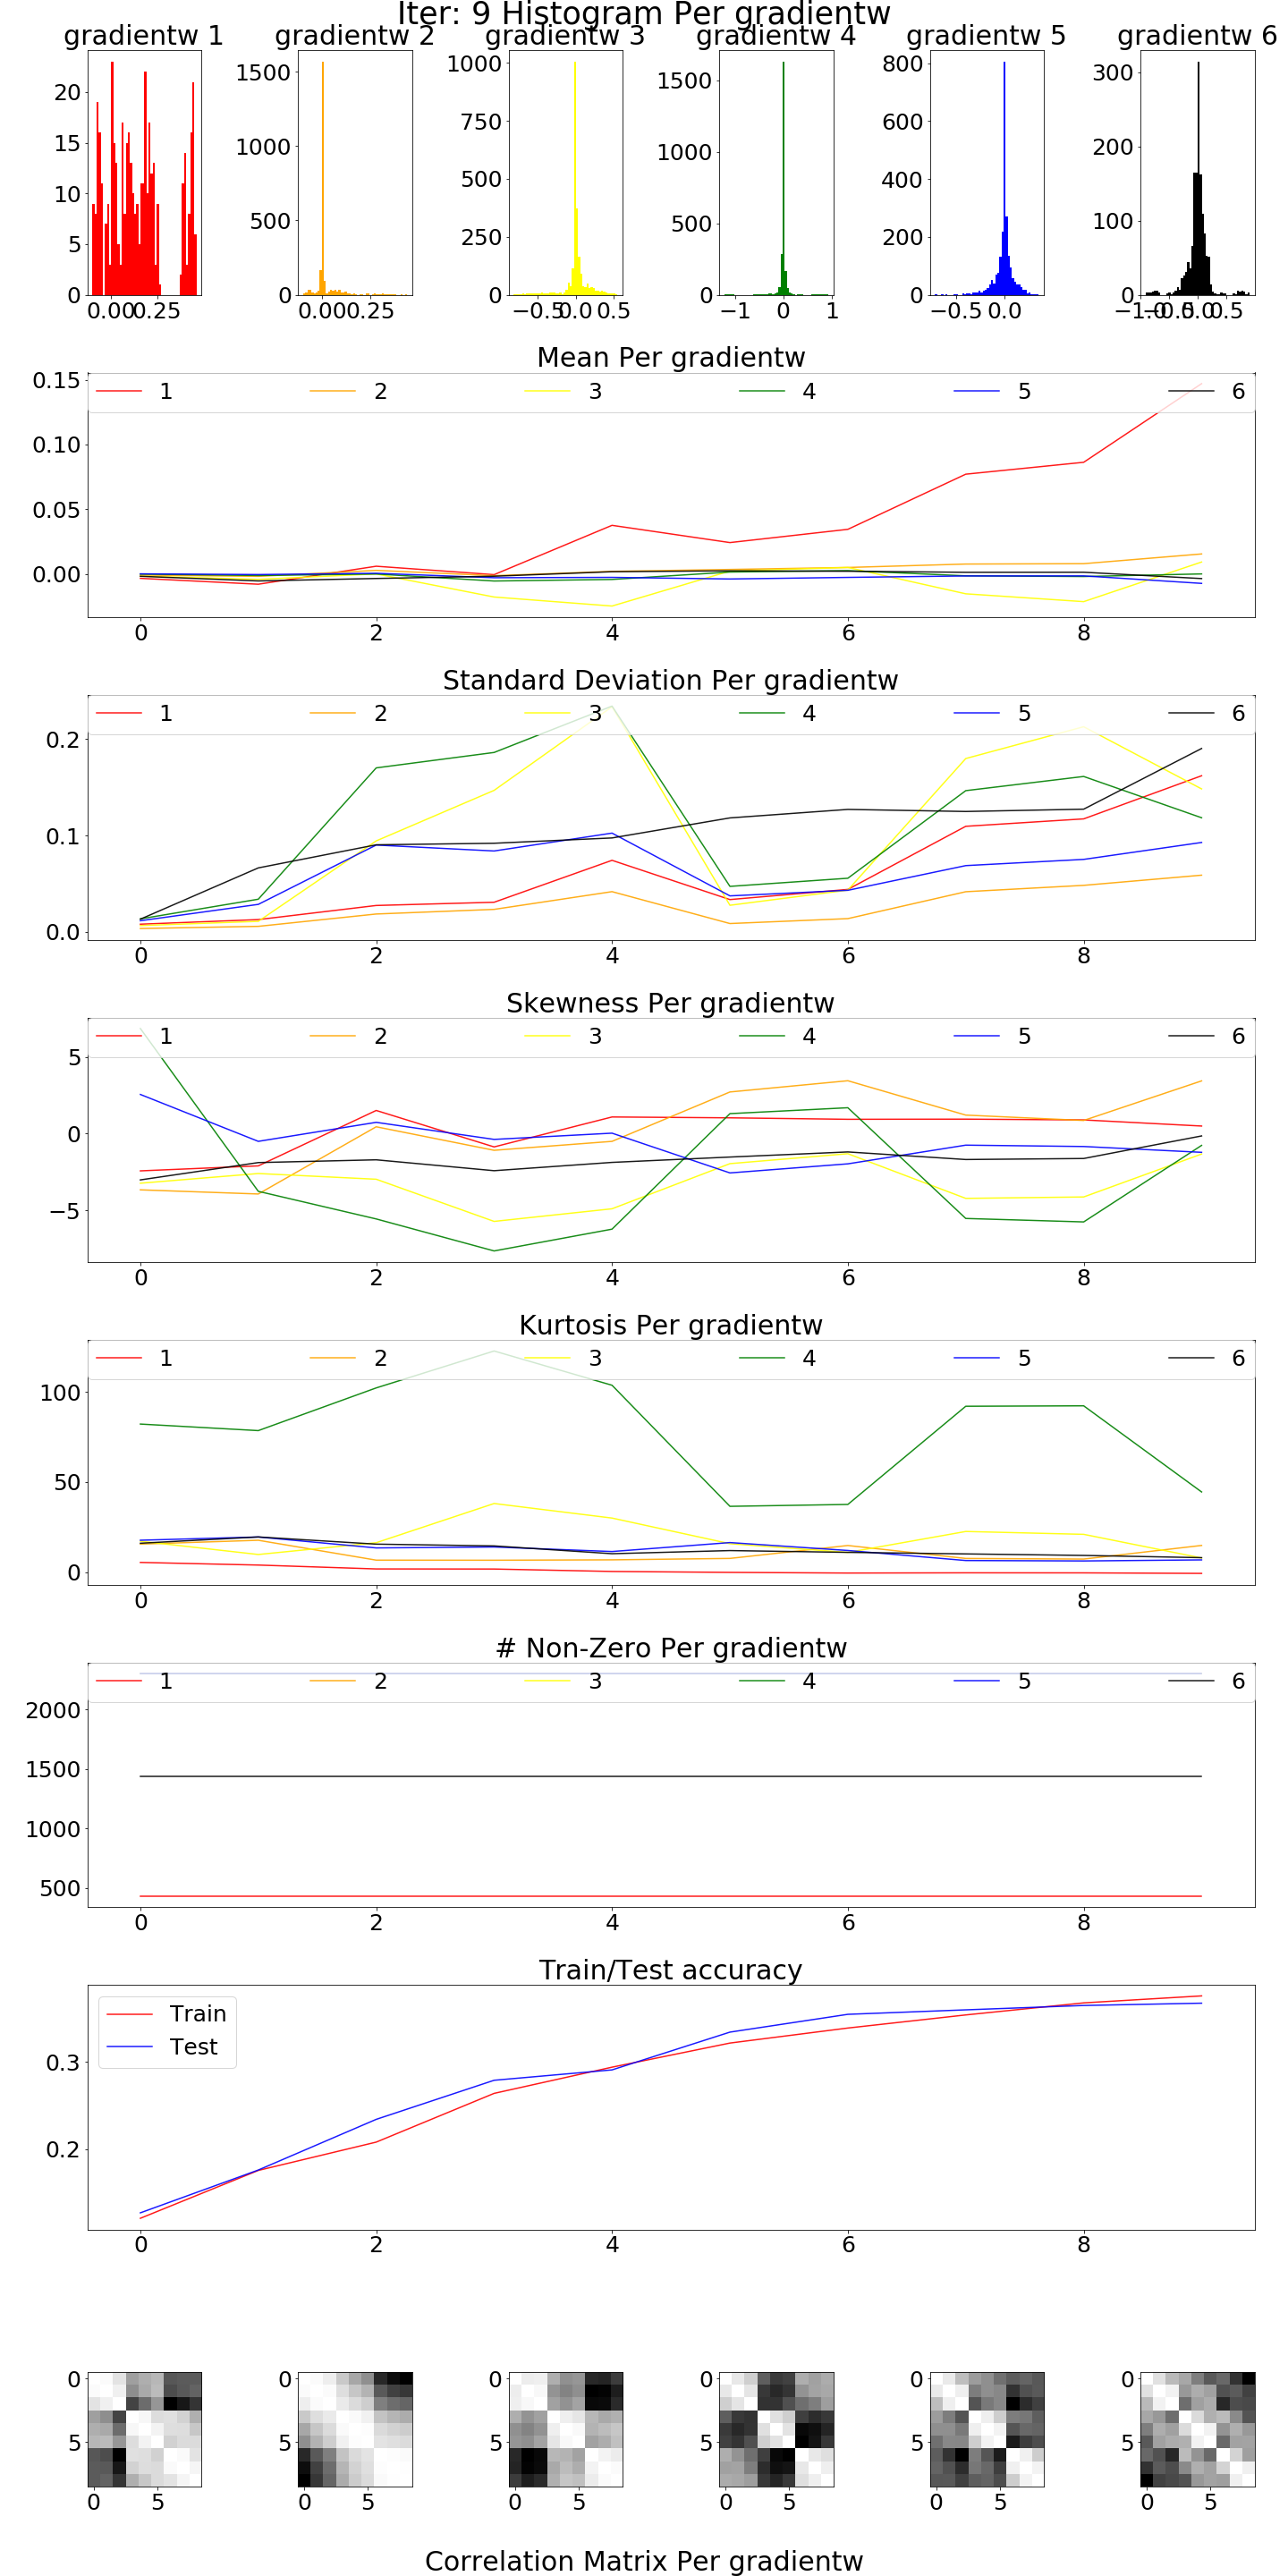 Iter: 9 Histogram Per gradientw
gradientw 1 gradientw 2 gradientw 3 gradientw 4 gradientw 5 gradientw 6
20
15
10
5
0
0.00 0.25
1500
1000
500
0
0.00 0.25
1000
750
500
250
0
−0.5 0.0 0.5
1500
1000
500
0
−1 0 1
800
600
400
200
0
−0.5 0.0
300
200
100
0
−1.0 −0.5 0.0 0.5
Mean Per gradientw
1 2 3 4 5 6
0.15
0.10
0.05
0.00
0 2 4 6 8
Standard Deviation Per gradientw
1 2 3 4 5 6
0.2
0.1
0.0
0 2 4 6 8
Skewness Per gradientw
1 2 3 4 5 6
5
0
−5
0 2 4 6 8
Kurtosis Per gradientw
1 2 3 4 5 6
100
50
0
0 2 4 6 8
# Non-Zero Per gradientw
1 2 3 4 5 6
2000
1500
1000
500
0 2 4 6 8
Train/Test accuracy
Train
Test
0.3
0.2
0 2 4 6 8
0 0 0 0 0 0
5 5 5 5 5 5
0 5 0 5 0 5 0 5 0 5 0 5
Correlation Matrix Per gradientw